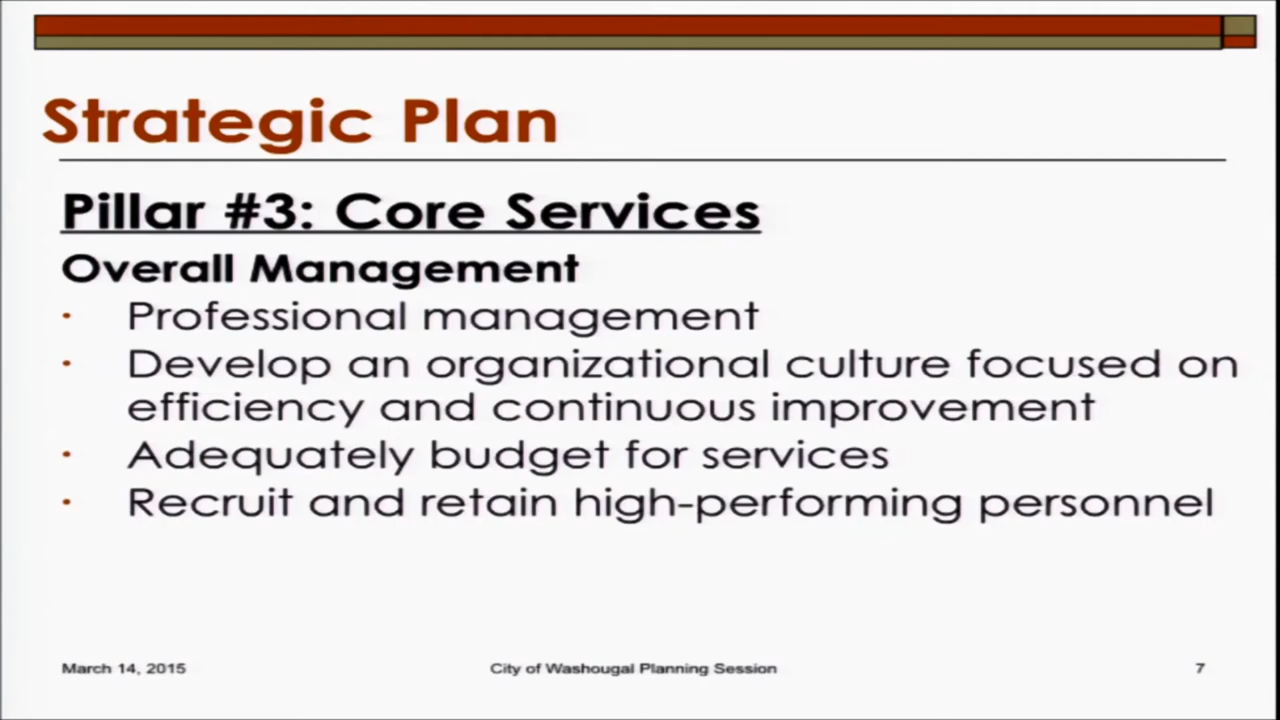 Strategic Plan
Pillar #3: Core Services
Overall Management
· Professional management
· Develop an organizational culture focused on
efficiency and continuous improvement
· Adequately budget for services
· Recruit and retain high-performing personnel
March 14, 2015 City of Washougal Planning Session 7